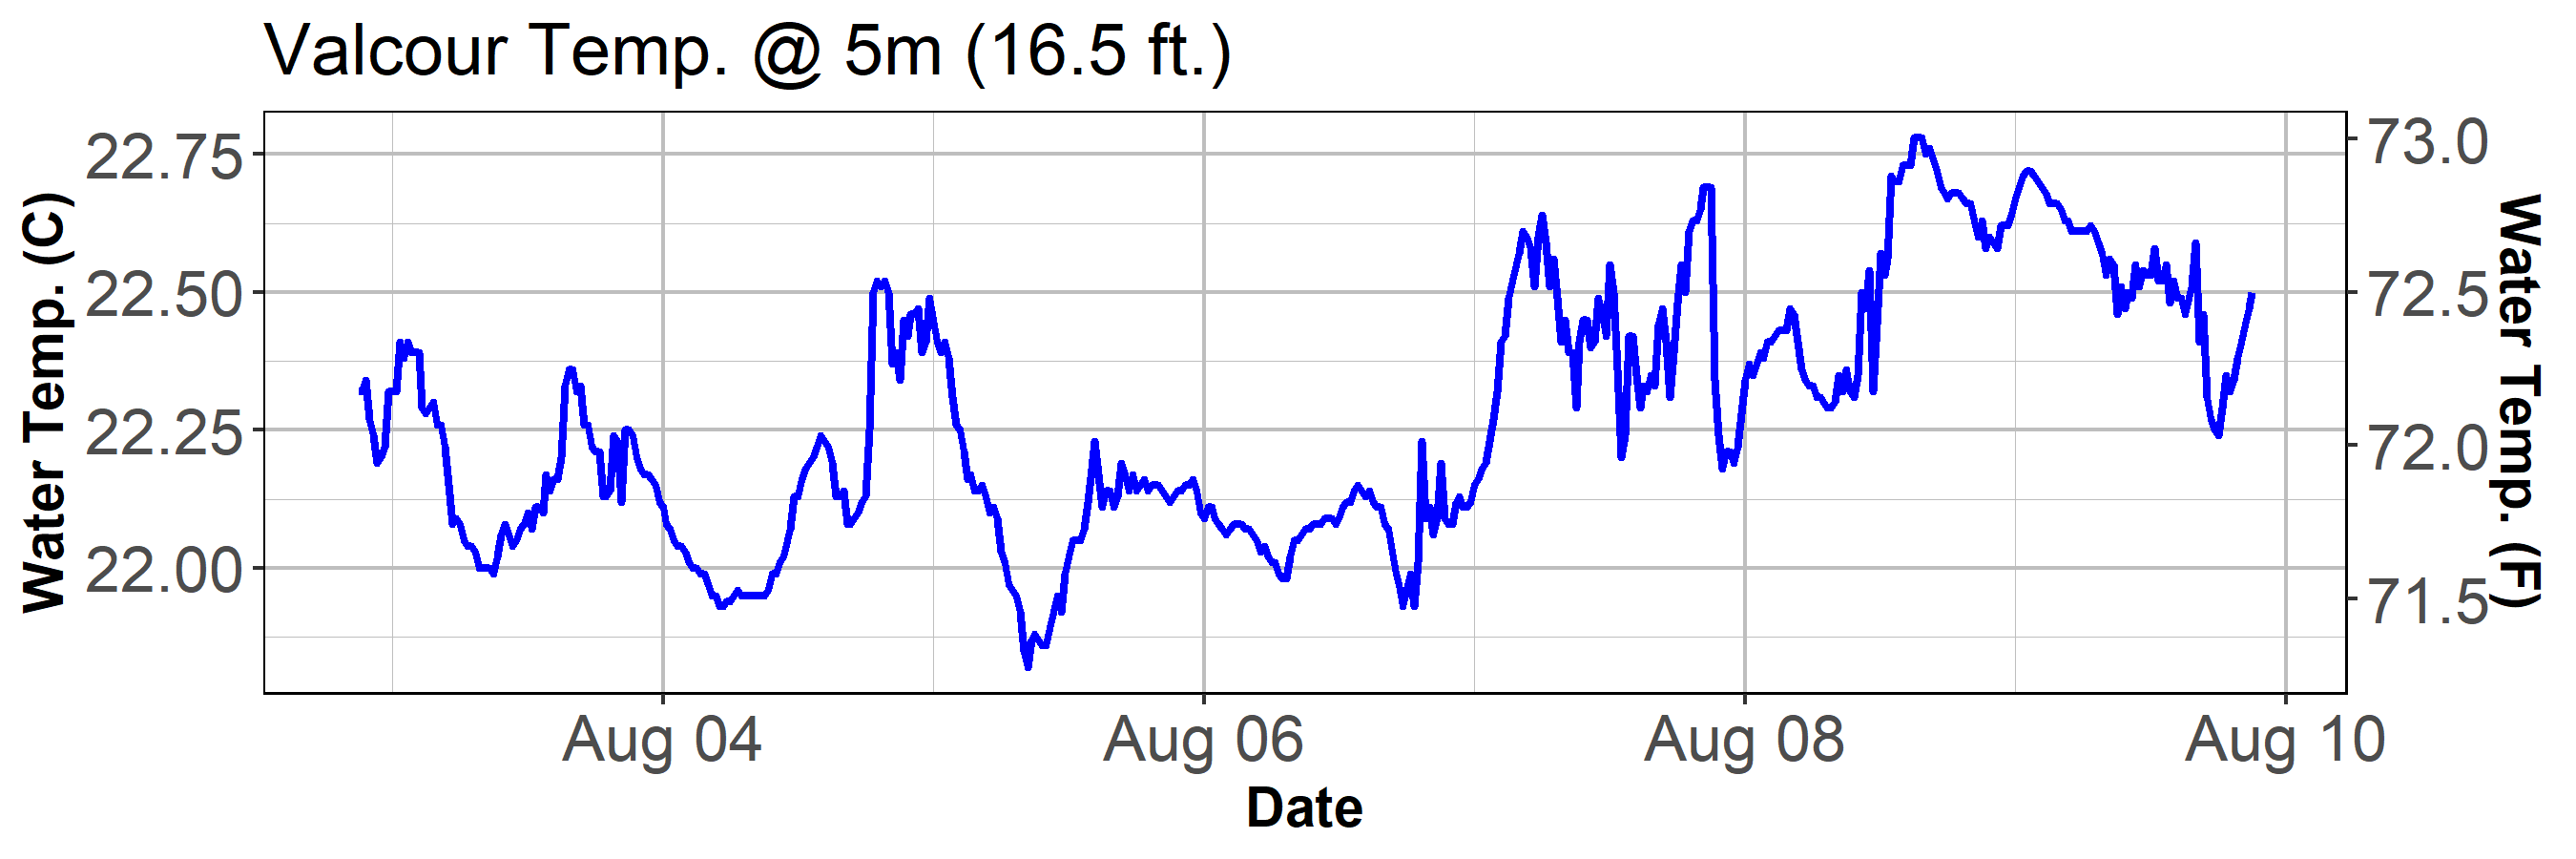 Valcour Temp. @ 5m (16.5 ft.)
Water Temp. (C)
22.75
22.50
22.25
22.00
73.0
72.5
72.0
71.5
Water Temp. (F)
Aug 04 Aug 06 Aug 08 Aug 10
Date